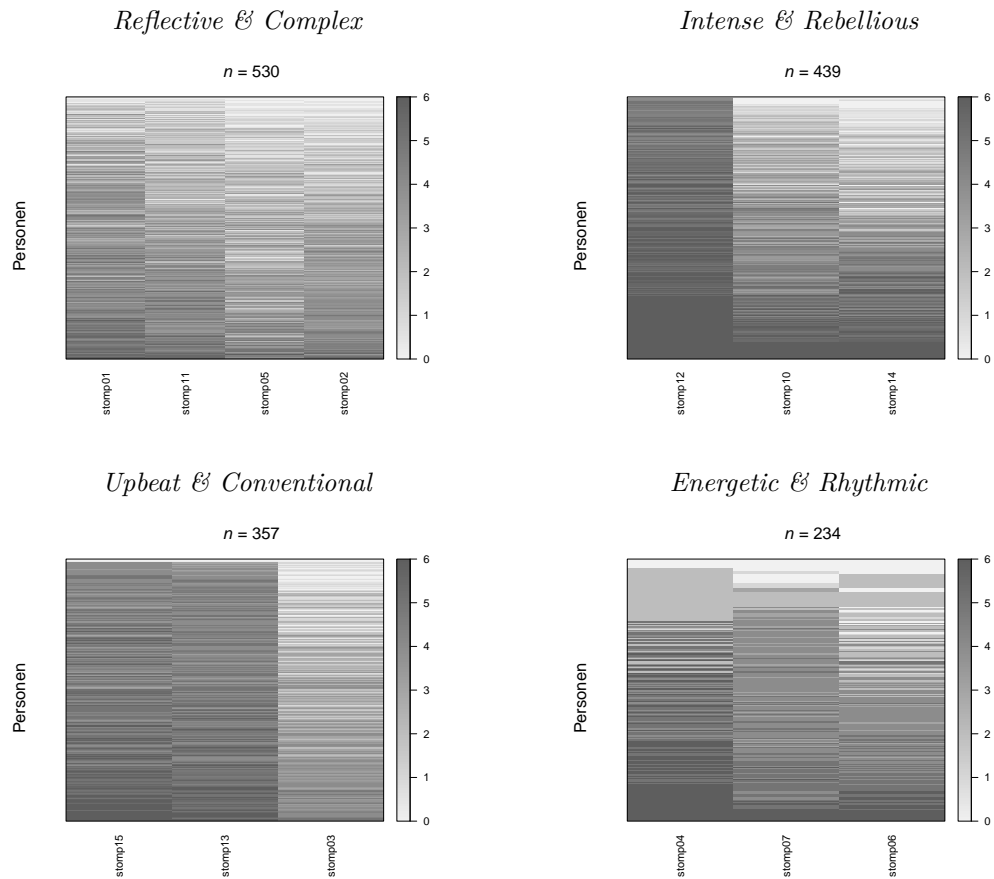 Reflective & Complex
n = 530
Personen
6
5
4
3
2
1
0
stomp01
stomp11
stomp05
stomp02
Intense & Rebellious
n = 439
Personen
6
5
4
3
2
1
0
stomp12
stomp10
stomp14
Upbeat & Conventional
n = 357
Personen
6
5
4
3
2
1
0
stomp15
stomp13
stomp03
Energetic & Rhythmic
n = 234
Personen
6
5
4
3
2
1
0
stomp04
stomp07
stomp06